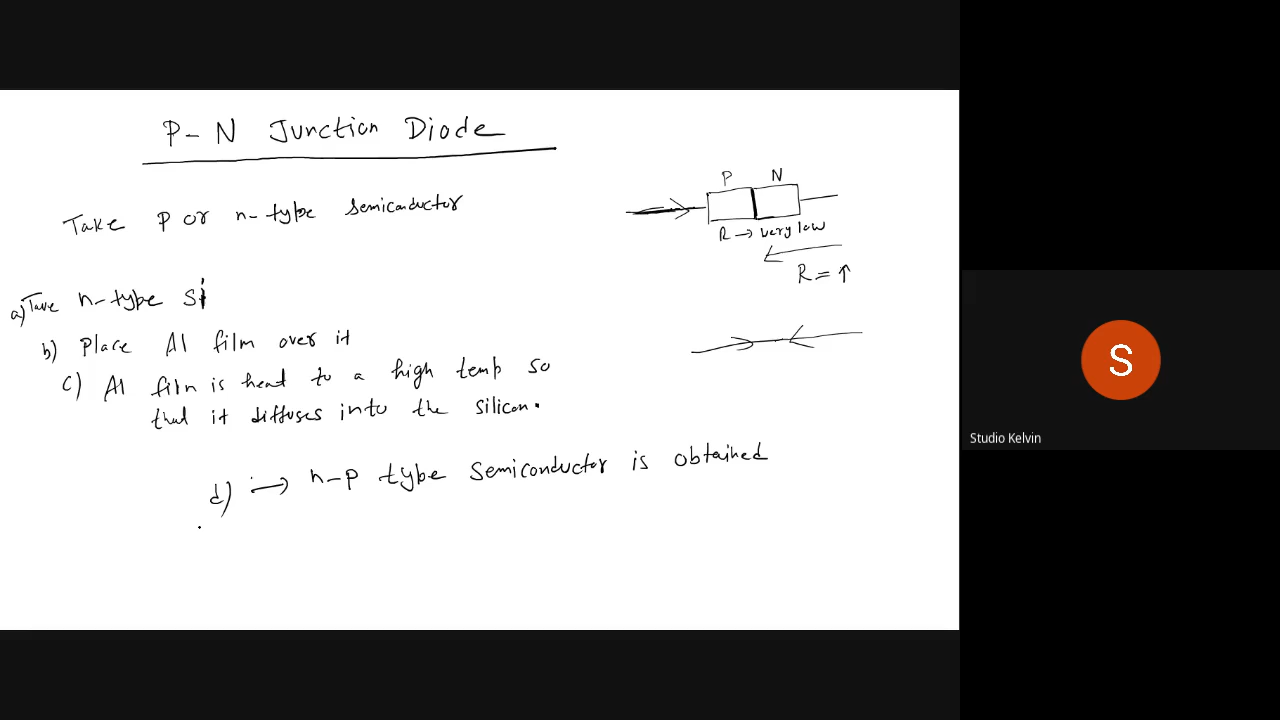 P-N Junction Diode
Take P or n-type semiconductor
P N
R → very low
R = ↑
a) Take n-type Si
b) Place Al film over it
c) Al film is heat to a high temp so
that it diffuses into the silicon.
d) → n-p type semiconductor is obtained
S
Studio Kelvin